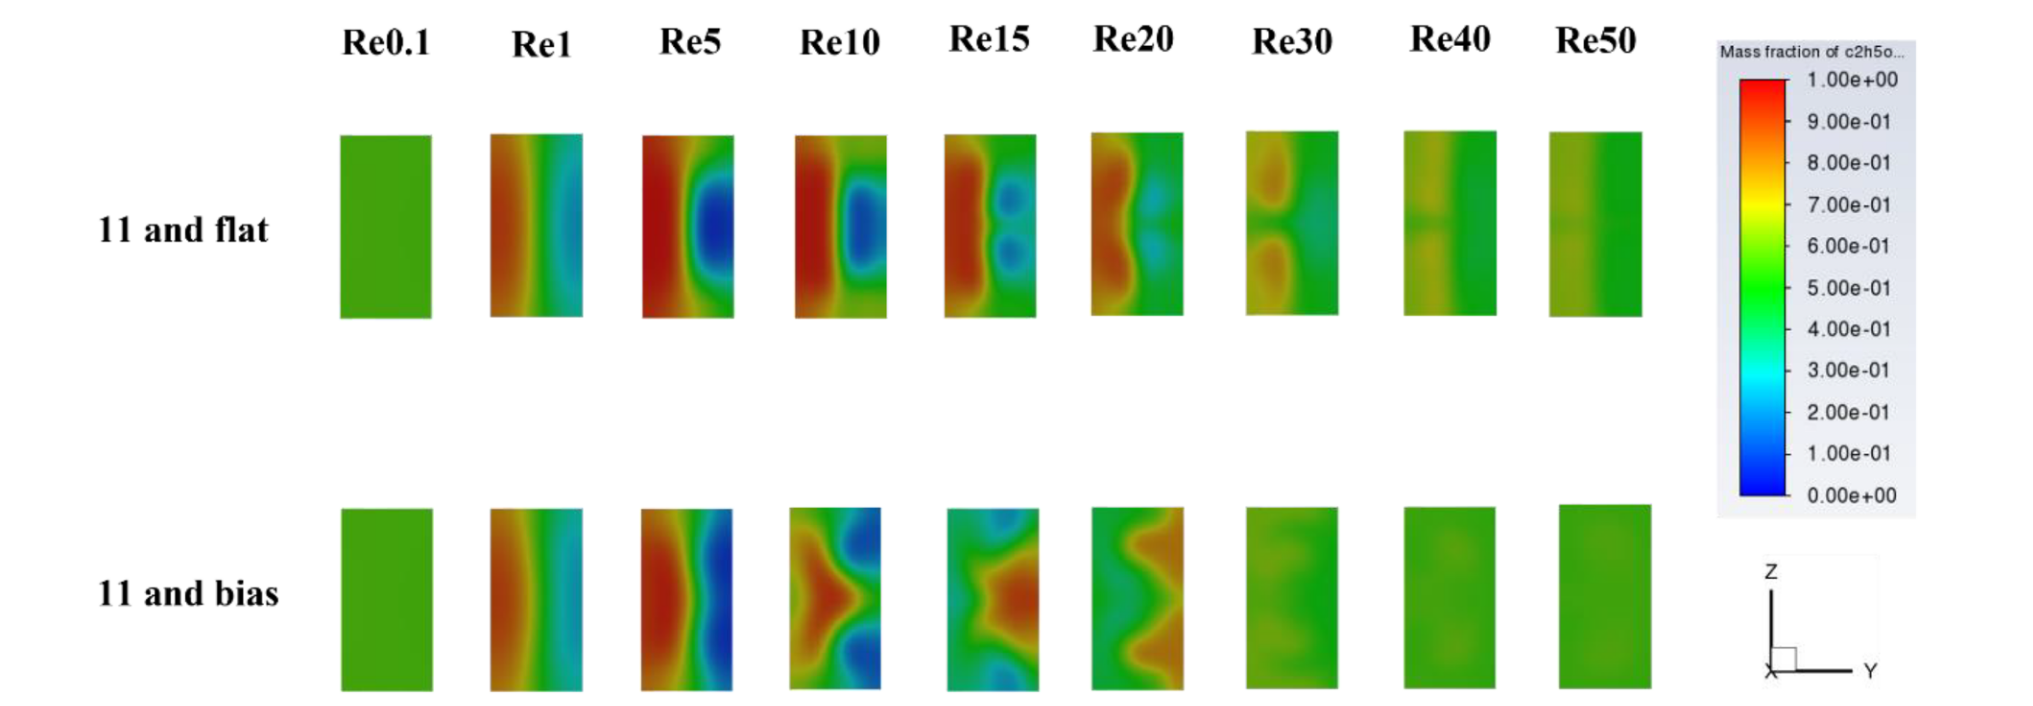 Re0.1 Re1 Re5 Re10 Re15 Re20 Re30 Re40 Re50
Mass fraction of c2h5o...
1.00e+00
9.00e-01
8.00e-01
7.00e-01
6.00e-01
5.00e-01
4.00e-01
3.00e-01
2.00e-01
1.00e-01
0.00e+00
11 and flat
11 and bias
Z
X
Y